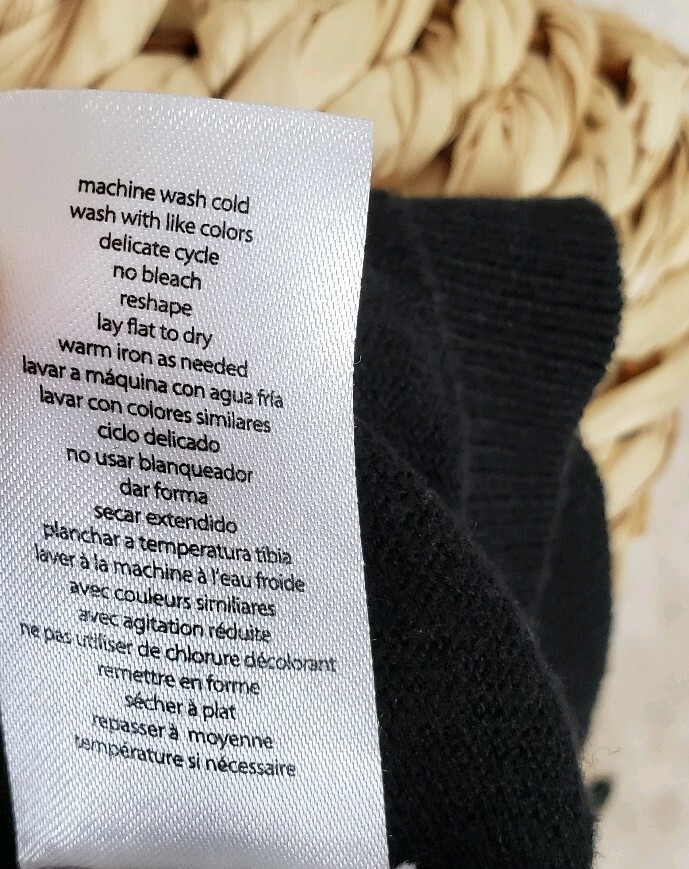 machine wash cold
wash with like colors
delicate cycle
no bleach
reshape
lay flat to dry
warm iron as needed
lavar a máquina con agua fría
lavar con colores similares
ciclo delicado
no usar blanqueador
dar forma
secar extendido
planchar a temperatura tibia
laver à la machine à l'eau froide
avec couleurs simíliares
avec agitation réduite
ne pas utiliser de chlorure décolorant
remettre en forme
sécher à plat
repasser à moyenne
température si nécessaire